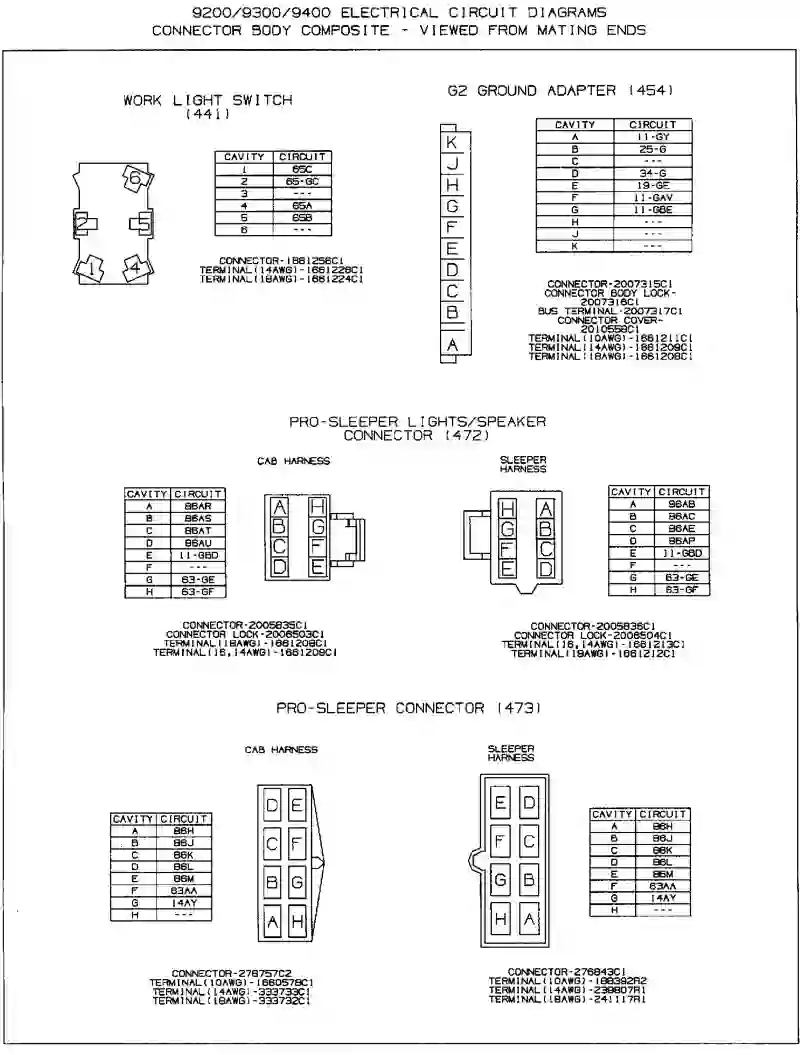 9200/9300/9400 ELECTRICAL CIRCUIT DIAGRAMS
CONNECTOR BODY COMPOSITE - VIEWED FROM MATING ENDS
WORK LIGHT SWITCH
(441)
6
2 5
1 4
CAVITY CIRCUIT
1 65C
2 65-GC
3 ---
4 65A
5 65B
6 ---
CONNECTOR-1661256C1
TERMINAL(14AWG)-1661226C1
TERMINAL(18AWG)-1661224C1
G2 GROUND ADAPTER (454)
K
J
H
G
F
E
D
C
B
A
CAVITY CIRCUIT
A 11-GY
B 25-G
C ---
D 34-G
E 19-GE
F 11-GAV
G 11-GBE
H ---
J ---
K ---
CONNECTOR-2007315C1
CONNECTOR BODY LOCK-
2007316C1
BUS TERMINAL-2007317C1
CONNECTOR COVER-
2010559C1
TERMINAL(10AWG)-1661211C1
TERMINAL(14AWG)-1661209C1
TERMINAL(18AWG)-1661208C1
PRO-SLEEPER LIGHTS/SPEAKER
CONNECTOR (472)
CAB HARNESS
CAVITY CIRCUIT
A 86AR
B 86AS
C 86AT
D 86AU
E 11-GBD
F ---
G 63-GE
H 63-GF
A H
B G
C F
D E
CONNECTOR-2005835C1
CONNECTOR LOCK-2006503C1
TERMINAL(18AWG)-1661208C1
TERMINAL(16,14AWG)-1661209C1
SLEEPER
HARNESS
H A
G B
F C
E D
CAVITY CIRCUIT
A 96AB
B 86AC
C 86AE
D 86AP
E 11-GBD
F ---
G 63-GE
H 63-GF
CONNECTOR-2005836C1
CONNECTOR LOCK-2006504C1
TERMINAL(16,14AWG)-1661213C1
TERMINAL(18AWG)-1661212C1
PRO-SLEEPER CONNECTOR (473)
CAB HARNESS
CAVITY CIRCUIT
A 86H
B 86J
C 86K
D 86L
E 86M
F 63AA
G 14AY
H ---
D E
C F
B G
A H
CONNECTOR-278757C2
TERMINAL(10AWG)-1660578C1
TERMINAL(14AWG)-333733C1
TERMINAL(18AWG)-333732C1
SLEEPER
HARNESS
E D
F C
G B
H A
CAVITY CIRCUIT
A 86H
B 86J
C 86K
D 86L
E 86M
F 63AA
G 14AY
H ---
CONNECTOR-276843C1
TERMINAL(10AWG)-188392R2
TERMINAL(14AWG)-239807R1
TERMINAL(18AWG)-241117R1